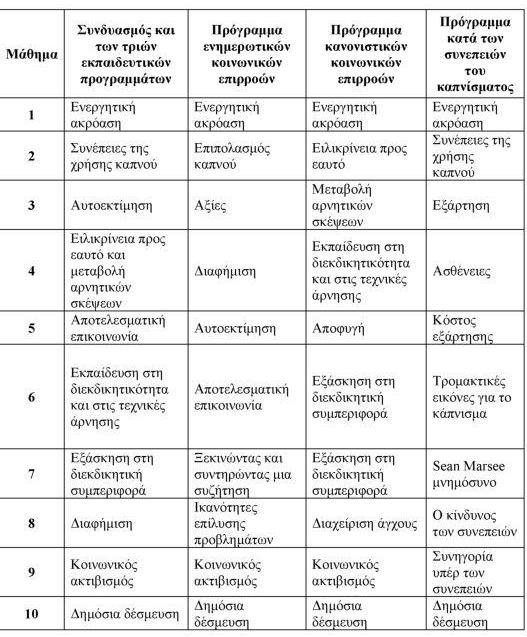 Μάθημα
Συνδυασμός και
των τριών
εκπαιδευτικών
προγραμμάτων
Πρόγραμμα
ενημερωτικών
κοινωνικών
επιρροών
Πρόγραμμα
κανονιστικών
κοινωνικών
επιρροών
Πρόγραμμα
κατά των
συνεπειών
του
καπνίσματος
1
Ενεργητική
ακρόαση
Ενεργητική
ακρόαση
Ενεργητική
ακρόαση
Ενεργητική
ακρόαση
2
Συνέπειες της
χρήσης καπνού
Επιπολασμός
καπνού
Ειλικρίνεια προς
εαυτό
Συνέπειες της
χρήσης
καπνού
3
Αυτοεκτίμηση
Αξίες
Μεταβολή
αρνητικών
σκέψεων
Εξάρτηση
4
Ειλικρίνεια προς
εαυτό και
μεταβολή
αρνητικών
σκέψεων
Διαφήμιση
Εκπαίδευση στη
διεκδικητικότητα
και στις τεχνικές
άρνησης
Ασθένειες
5
Αποτελεσματική
επικοινωνία
Αυτοεκτίμηση
Αποφυγή
Κόστος
εξάρτησης
6
Εκπαίδευση στη
διεκδικητικότητα
και στις τεχνικές
άρνησης
Αποτελεσματική
επικοινωνία
Εξάσκηση στη
διεκδικητική
συμπεριφορά
Τρομακτικές
εικόνες για το
κάπνισμα
7
Εξάσκηση στη
διεκδικητική
συμπεριφορά
Ξεκινώντας και
συντηρώντας μια
συζήτηση
Εξάσκηση στη
διεκδικητική
συμπεριφορά
Sean Marsee
μνημόσυνο
8
Διαφήμιση
Ικανότητες
επίλυσης
προβλημάτων
Διαχείριση άγχους
Ο κίνδυνος
των συνεπειών
9
Κοινωνικός
ακτιβισμός
Κοινωνικός
ακτιβισμός
Κοινωνικός
ακτιβισμός
Συνηγορία
υπέρ των
συνεπειών
10
Δημόσια δέσμευση
Δημόσια
δέσμευση
Δημόσια
δέσμευση
Δημόσια
δέσμευση